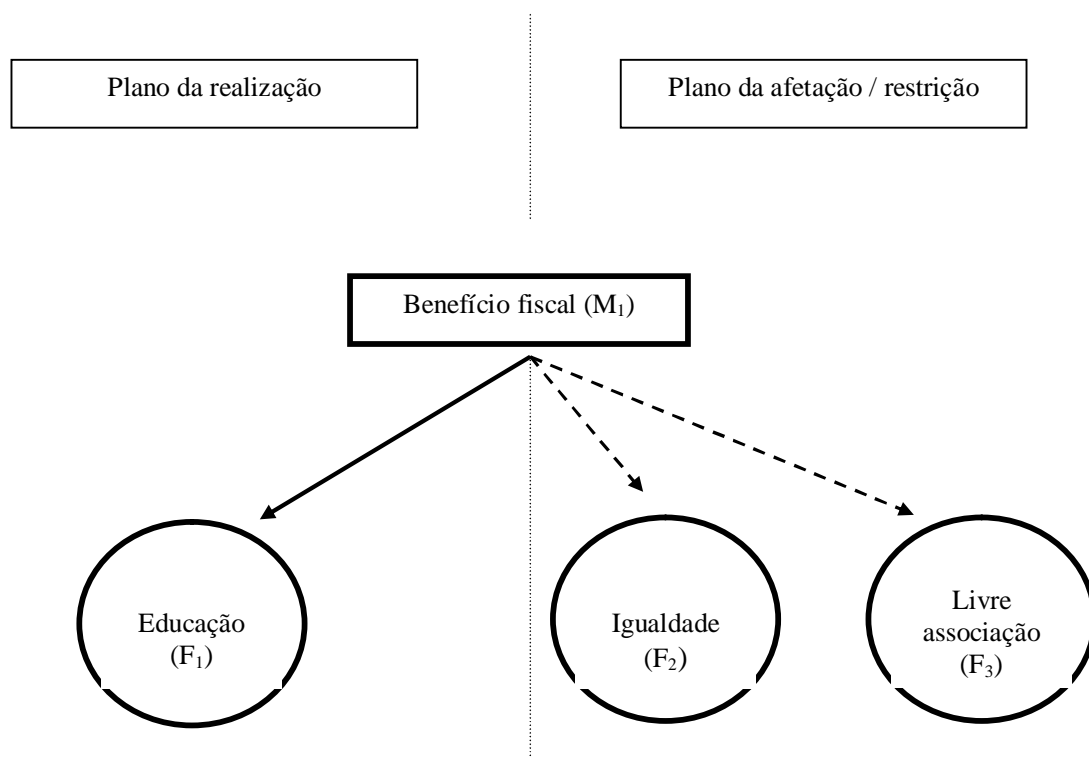 Plano da realização
Plano da afetação / restrição
Benefício fiscal (M₁)
Educação
(F₁)
Igualdade
(F₂)
Livre
associação
(F₃)